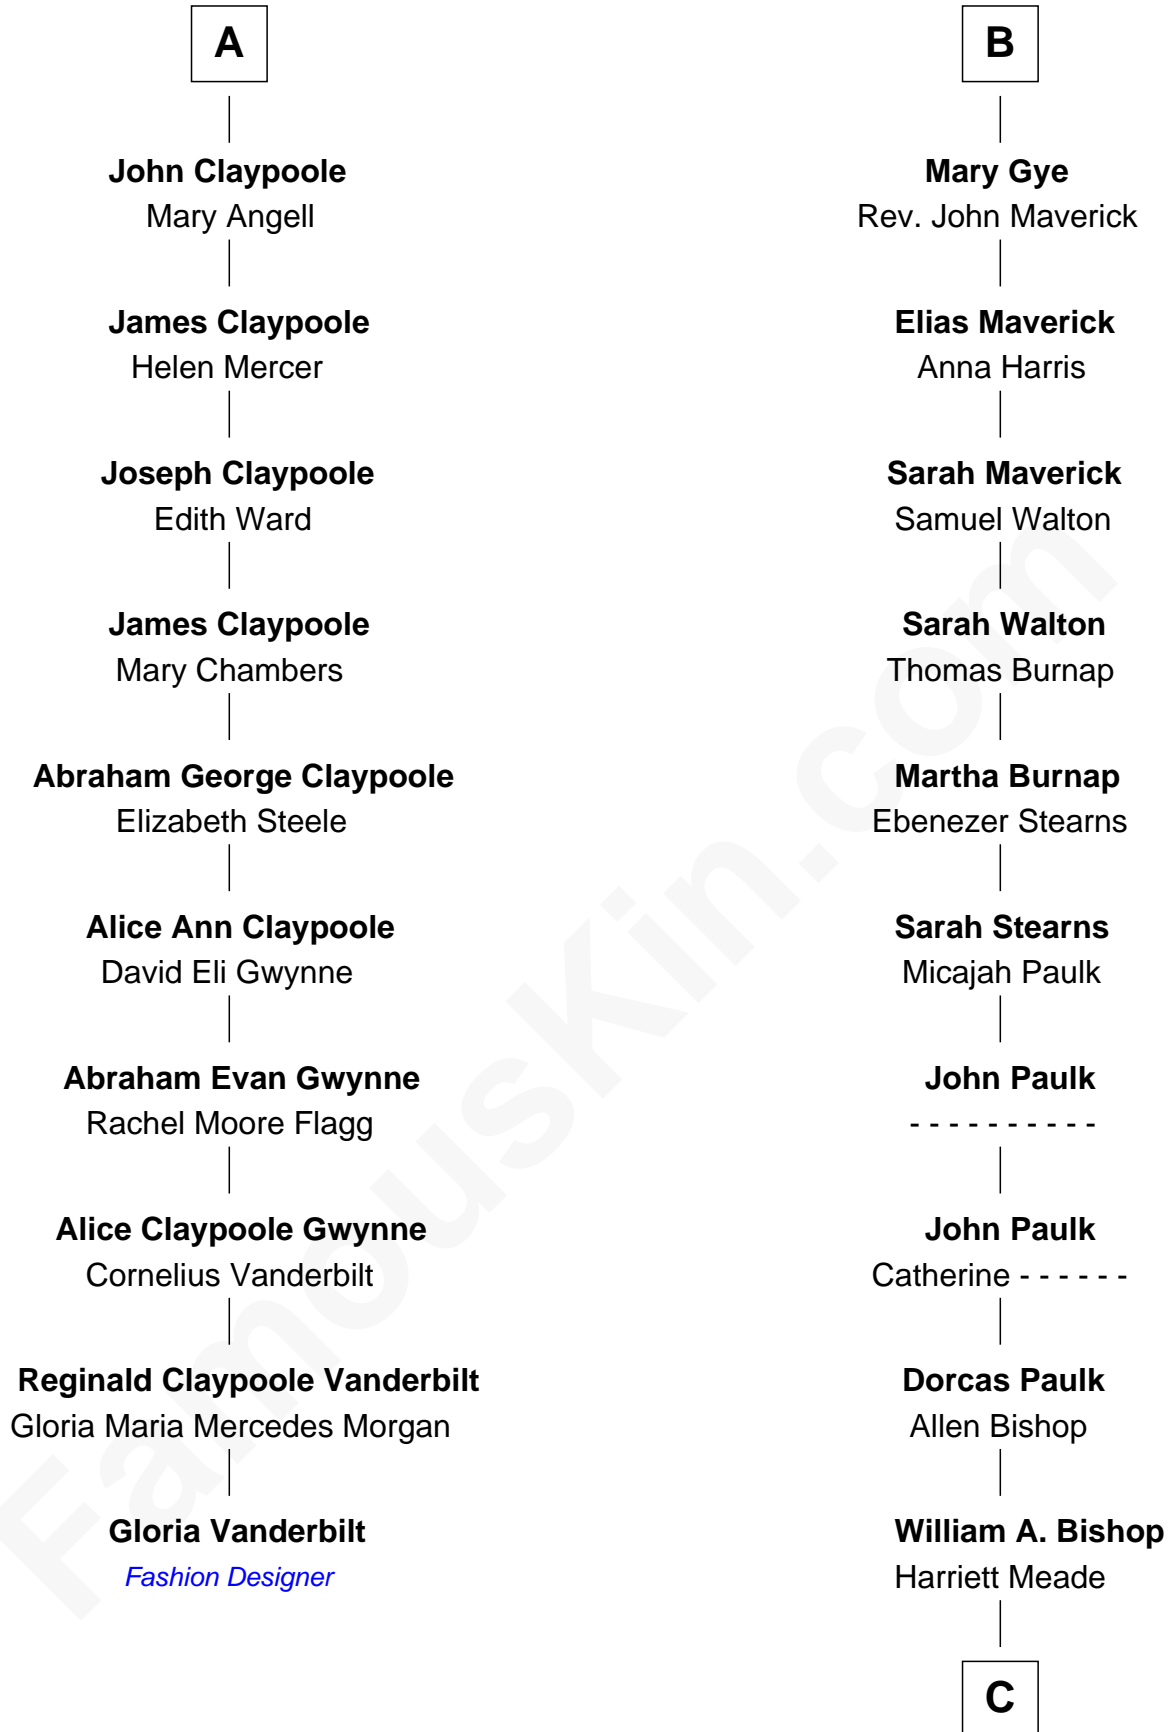 A
John Claypoole
Mary Angell
James Claypoole
Helen Mercer
Joseph Claypoole
Edith Ward
James Claypoole
Mary Chambers
Abraham George Claypoole
Elizabeth Steele
Alice Ann Claypoole
David Eli Gwynne
Abraham Evan Gwynne
Rachel Moore Flagg
Alice Claypoole Gwynne
Cornelius Vanderbilt
Reginald Claypoole Vanderbilt
Gloria Maria Mercedes Morgan
Gloria Vanderbilt
Fashion Designer
B
Mary Gye
Rev. John Maverick
Elias Maverick
Anna Harris
Sarah Maverick
Samuel Walton
Sarah Walton
Thomas Burnap
Martha Burnap
Ebenezer Stearns
Sarah Stearns
Micajah Paulk
John Paulk
- - - - - - - - - -
John Paulk
Catherine - - - - - -
Dorcas Paulk
Allen Bishop
William A. Bishop
Harriett Meade
C
FamousKin.com